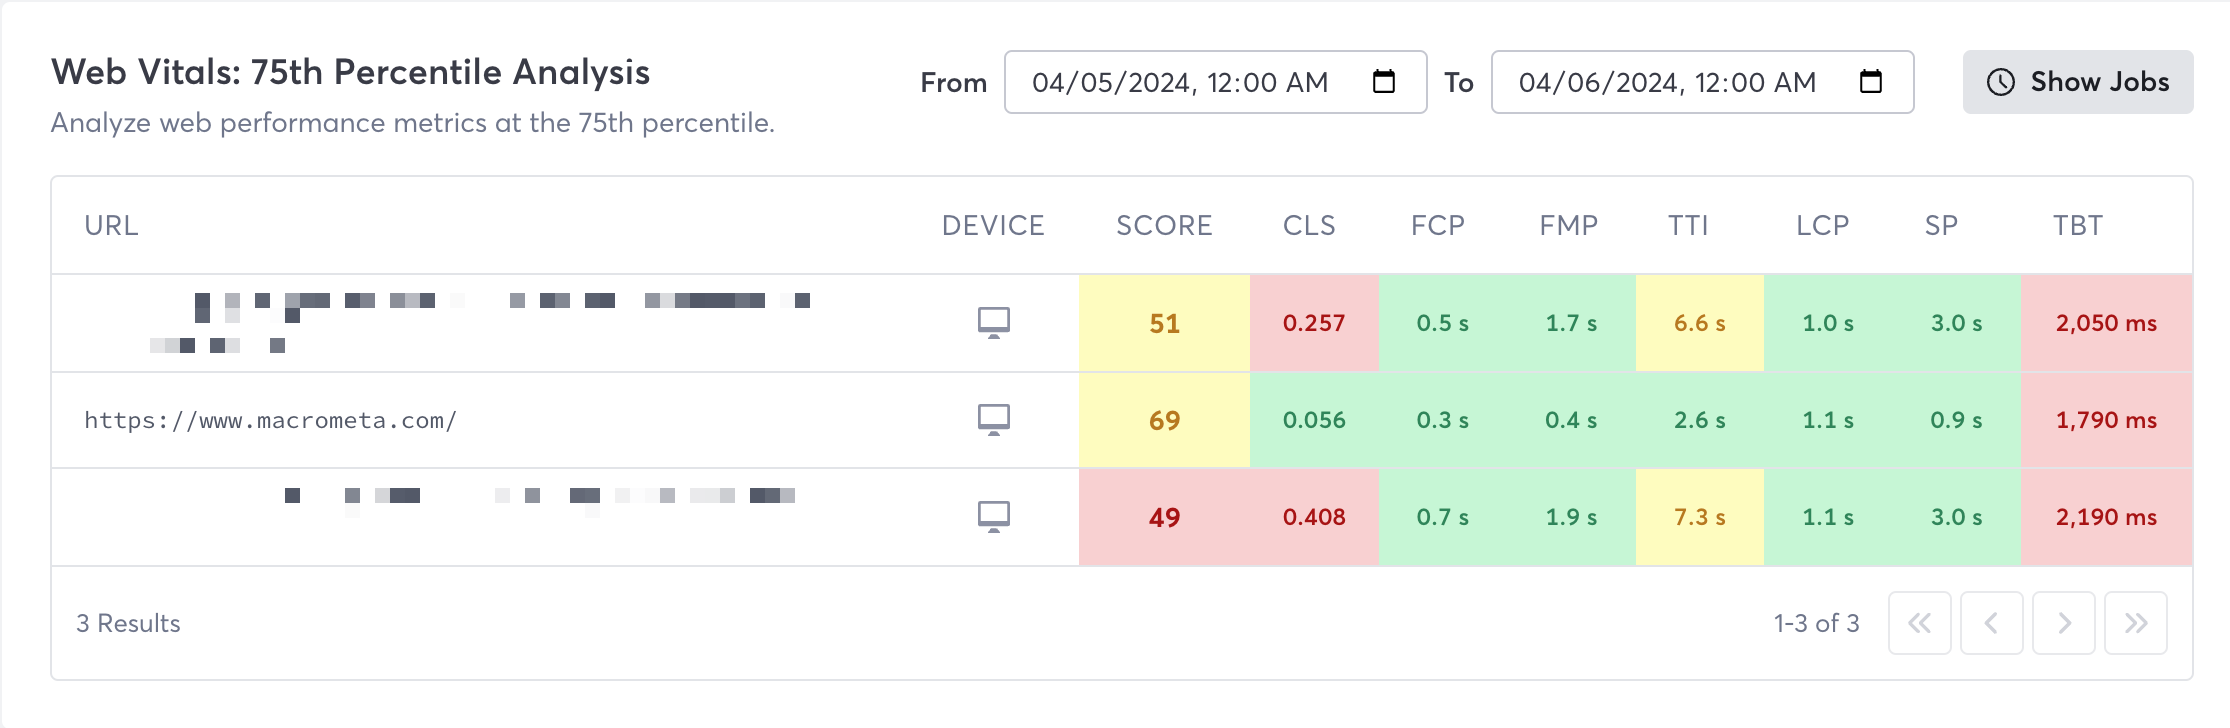 Web Vitals: 75th Percentile Analysis
Analyze web performance metrics at the 75th percentile.
From 04/05/2024, 12:00 AM To 04/06/2024, 12:00 AM Show Jobs
URL DEVICE SCORE CLS FCP FMP TTI LCP SP TBT
51 0.257 0.5 s 1.7 s 6.6 s 1.0 s 3.0 s 2,050 ms
https://www.macrometa.com/ 69 0.056 0.3 s 0.4 s 2.6 s 1.1 s 0.9 s 1,790 ms
49 0.408 0.7 s 1.9 s 7.3 s 1.1 s 3.0 s 2,190 ms
3 Results 1-3 of 3